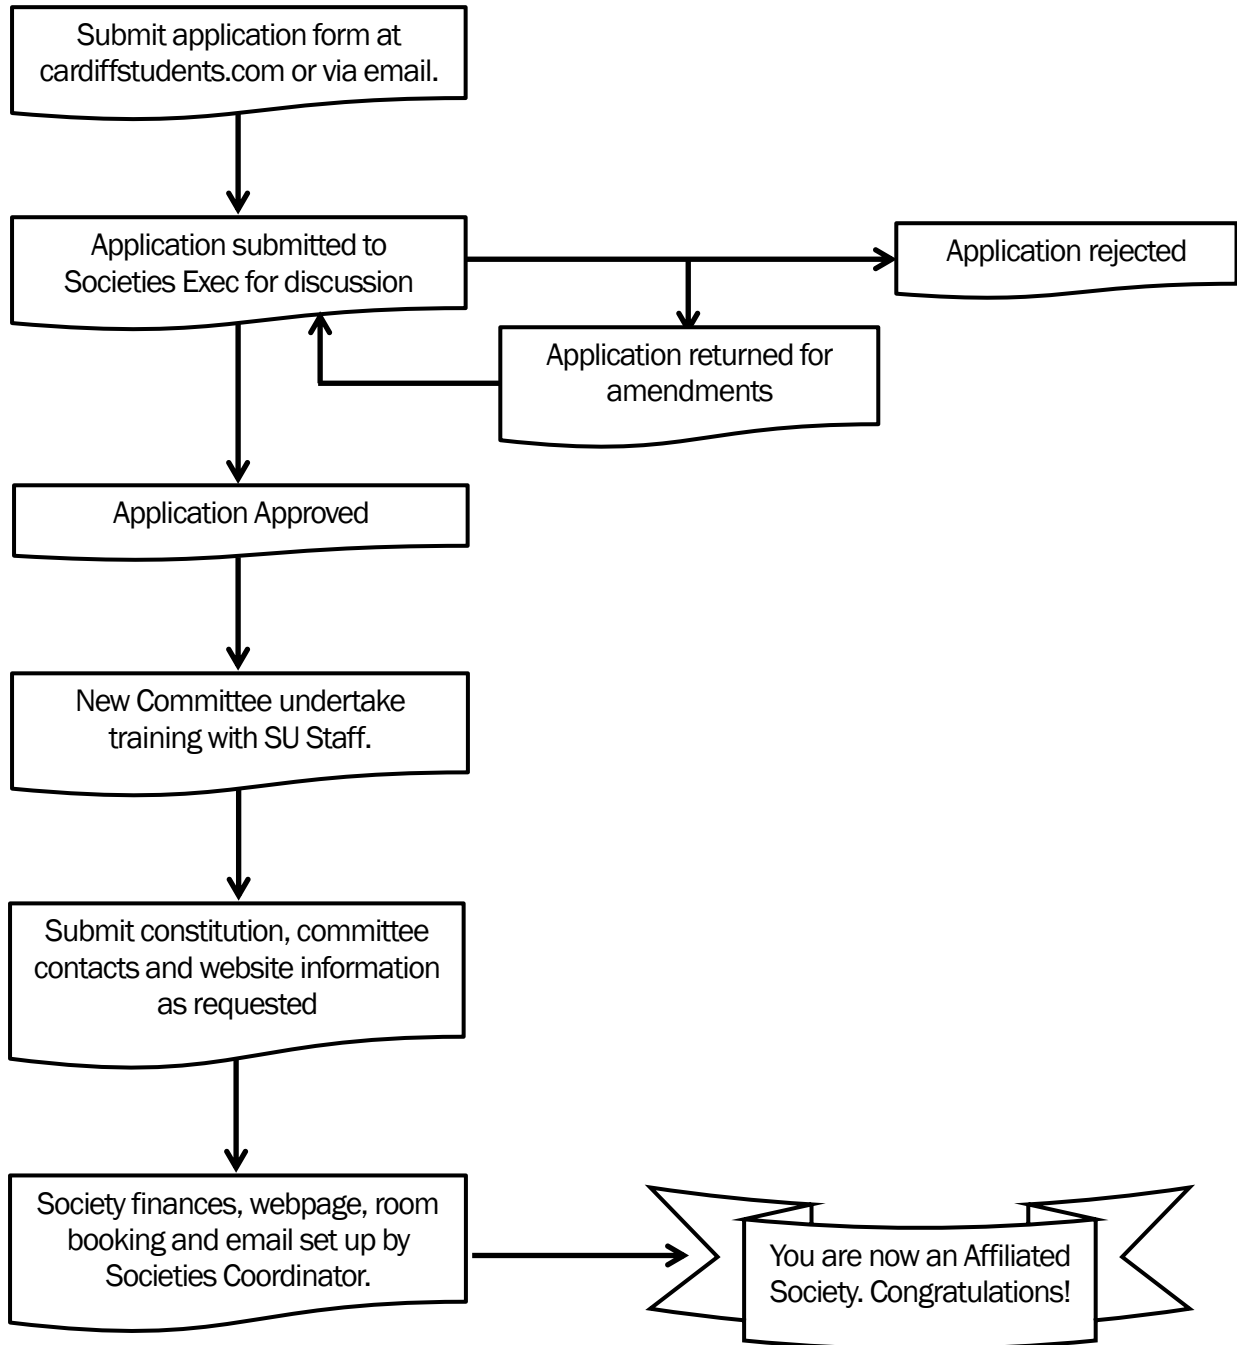 Submit application form at
cardiffstudents.com or via email.
Application submitted to
Societies Exec for discussion
Application rejected
Application returned for
amendments
Application Approved
New Committee undertake
training with SU Staff.
Submit constitution, committee
contacts and website information
as requested
Society finances, webpage, room
booking and email set up by
Societies Coordinator.
You are now an Affiliated
Society. Congratulations!